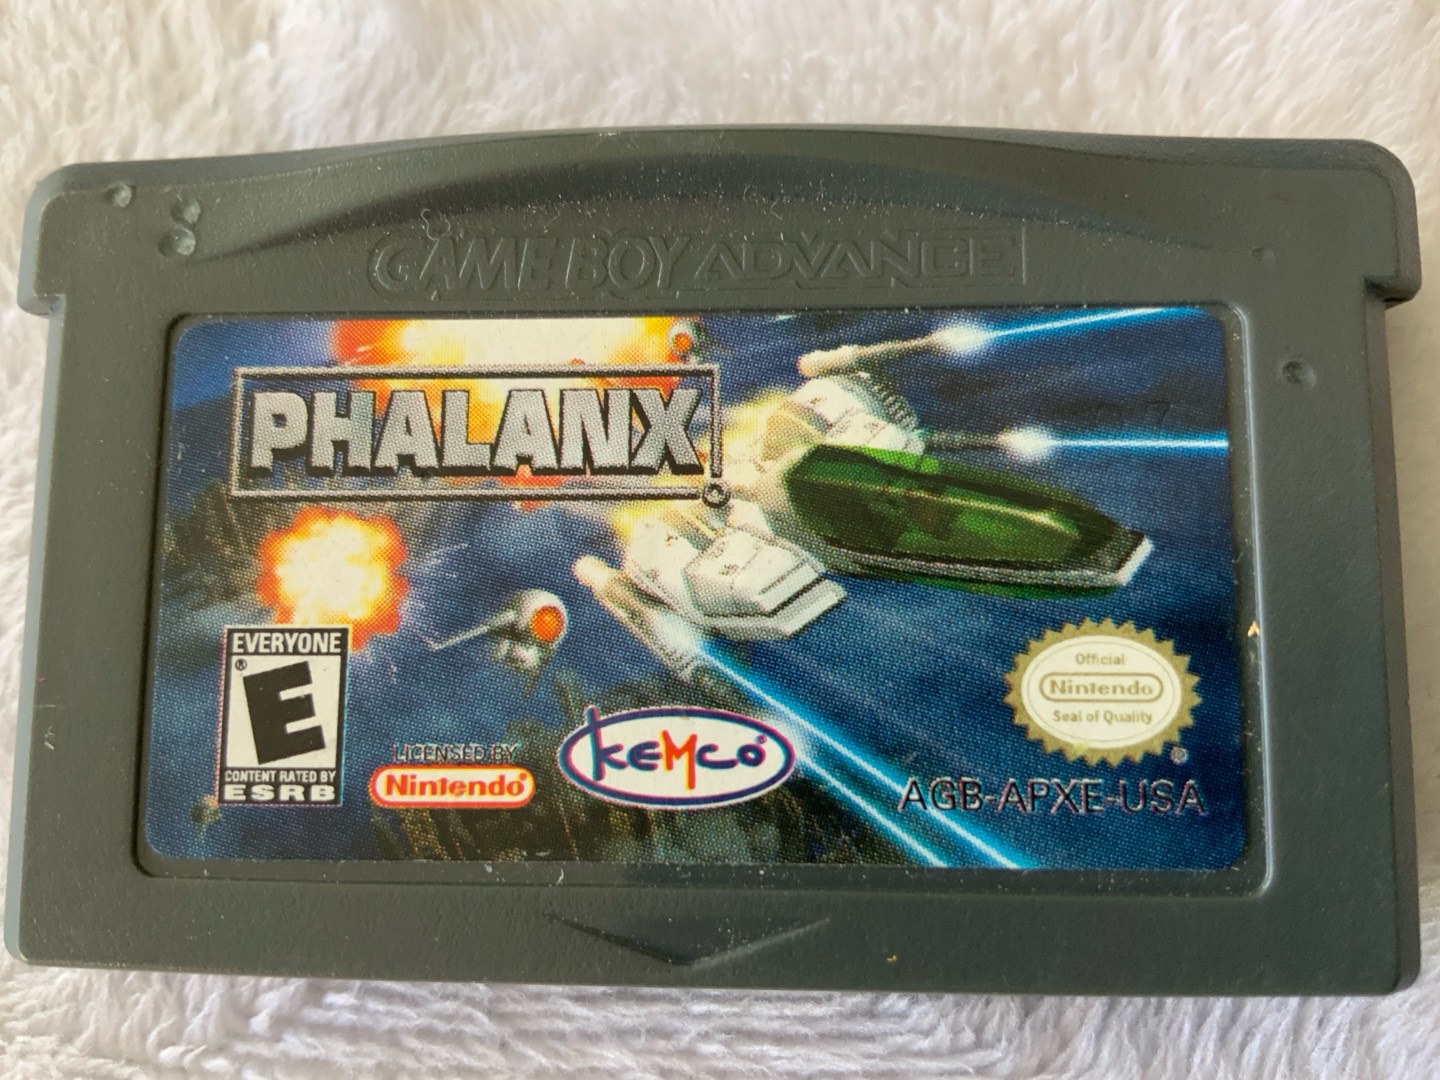 GAME BOY ADVANCE
PHALANX
EVERYONE
E
CONTENT RATED BY
ESRB
LICENSED BY
Nintendo
KEMCO
Official
Nintendo
Seal of Quality
AGB-APXE-USA